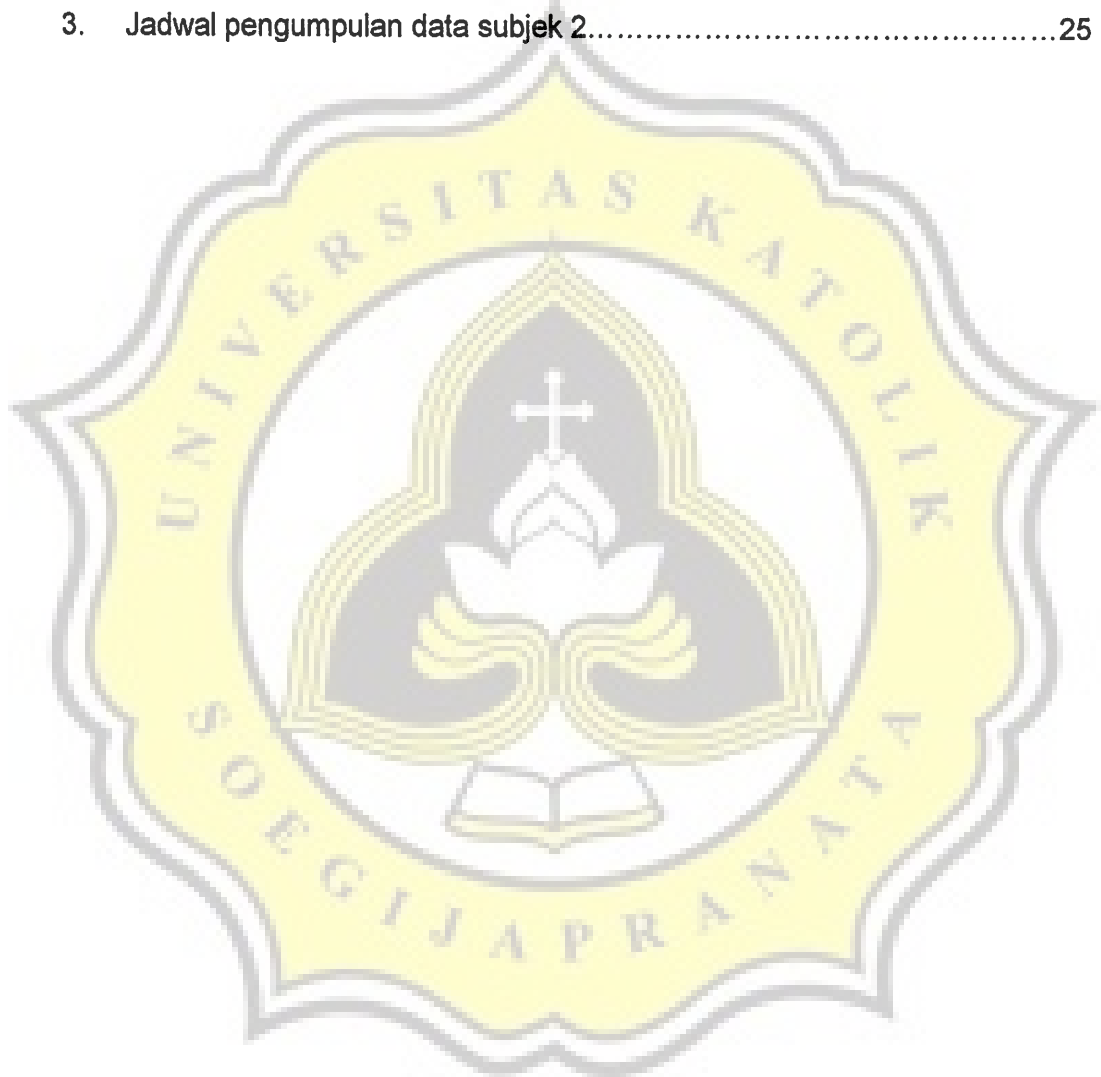 3. Jadwal pengumpulan data subjek 2................................................25
UNIVERSITAS KATOLIK
SOEGIJAPRANATA